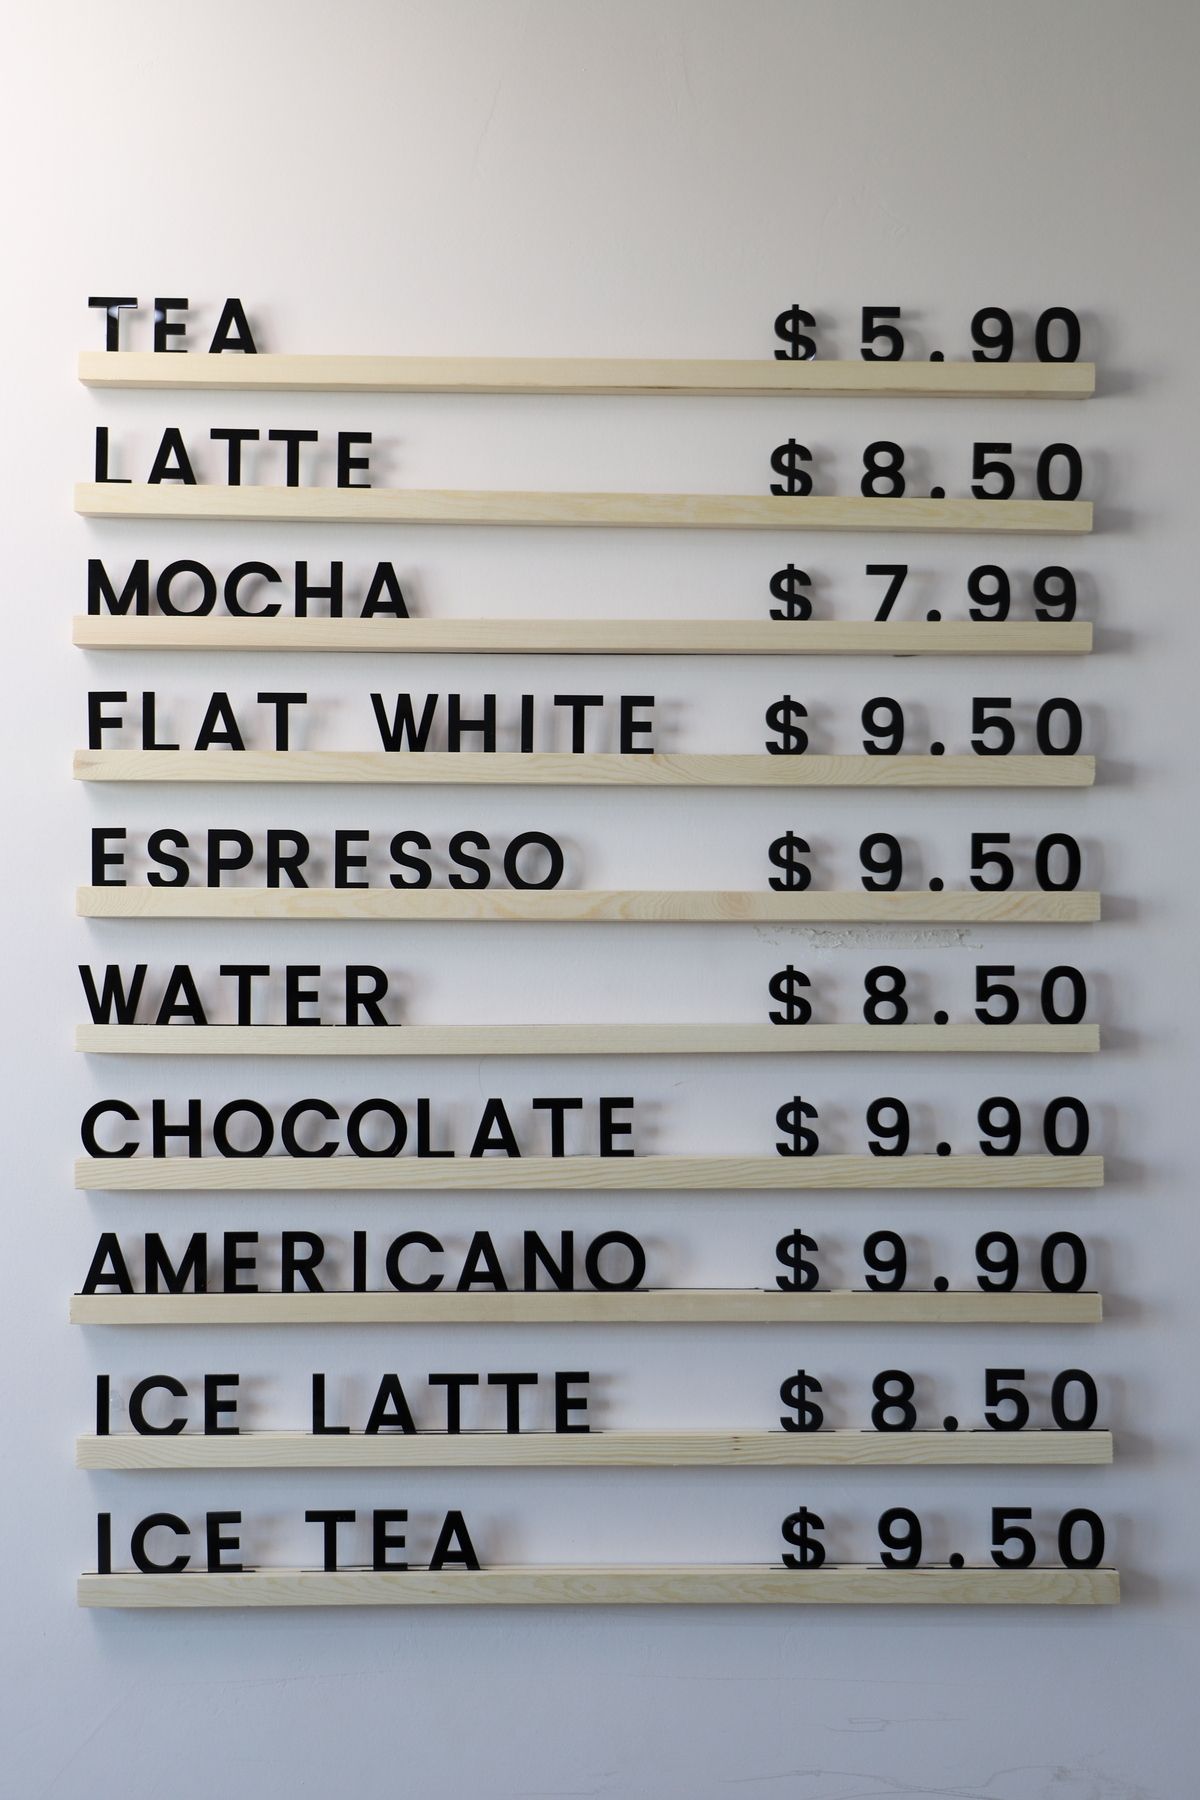 TEA $5.90
LATTE $8.50
MOCHA $7.99
FLAT WHITE $9.50
ESPRESSO $9.50
WATER $8.50
CHOCOLATE $9.90
AMERICANO $9.90
ICE LATTE $8.50
ICE TEA $9.50